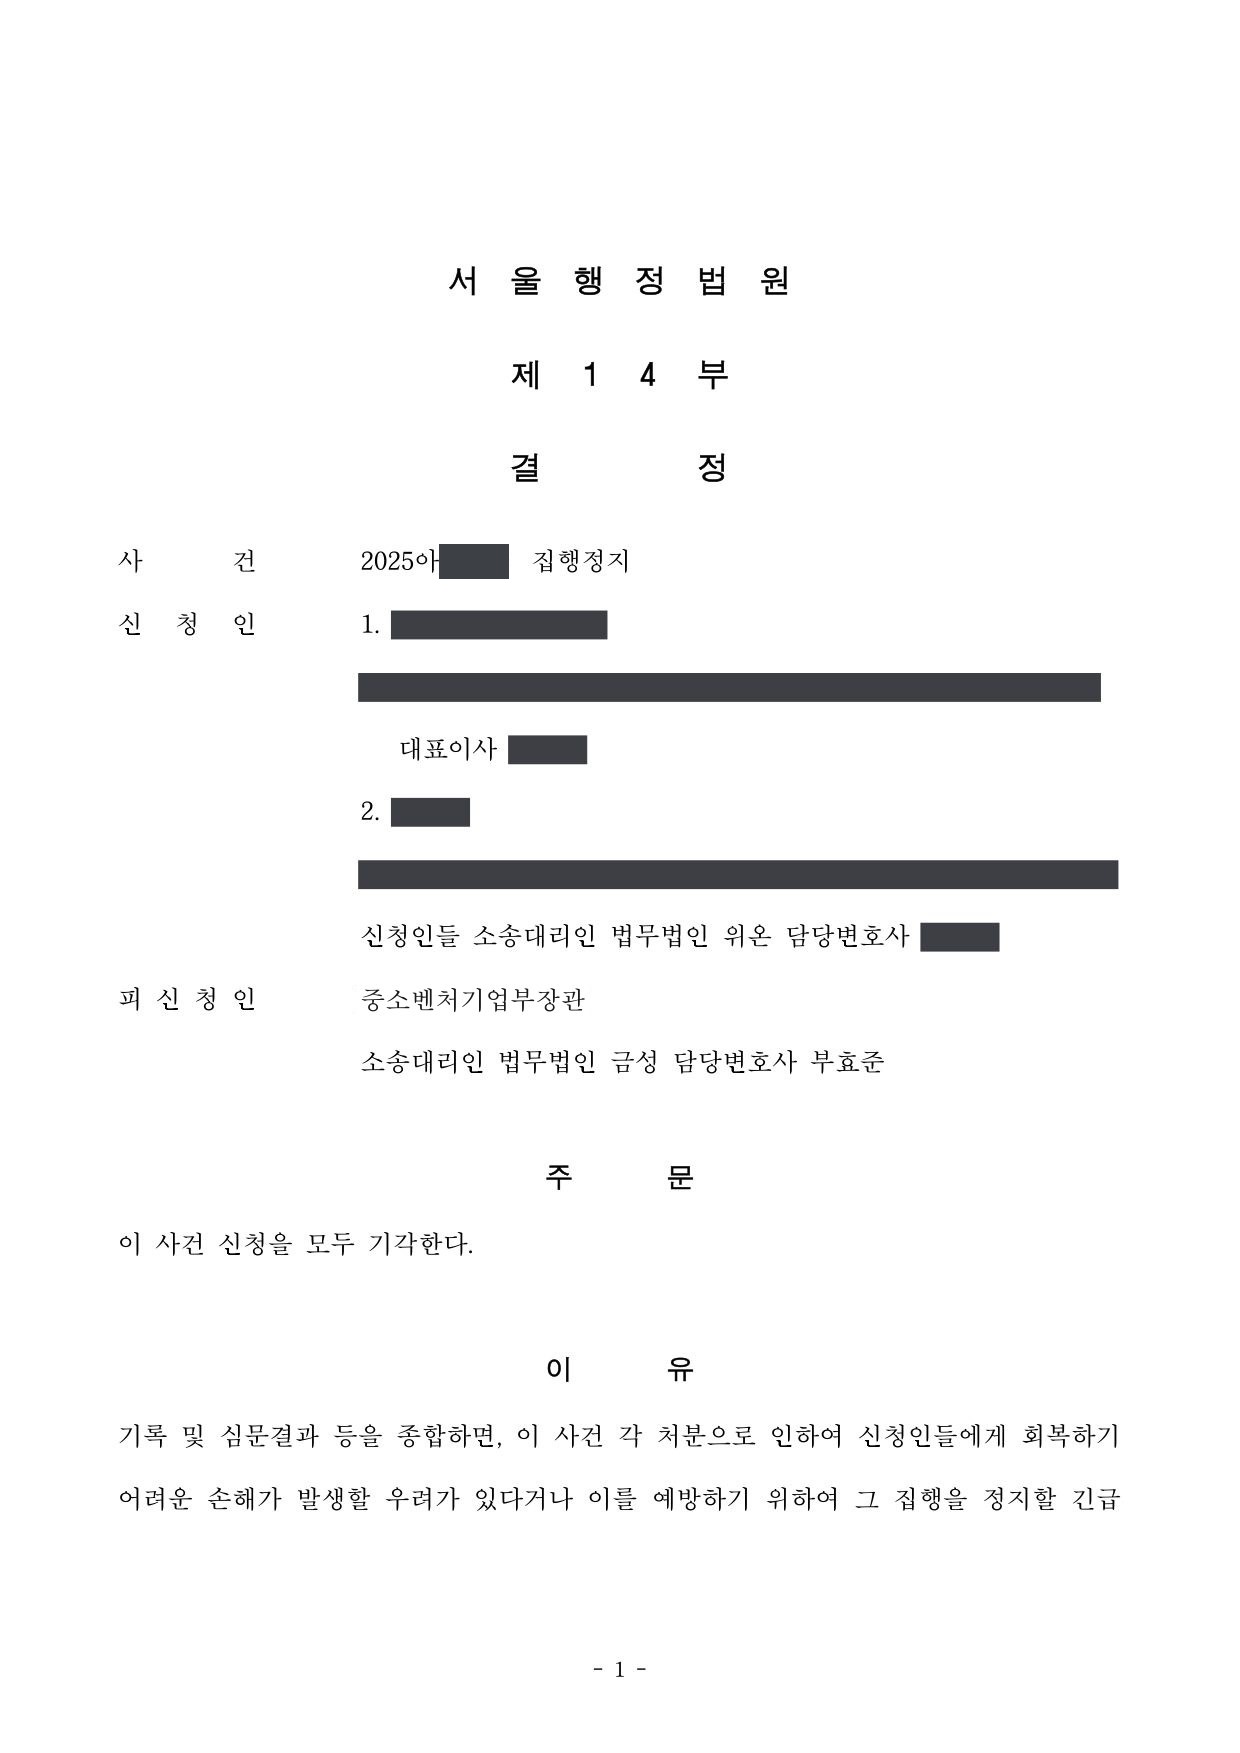 서 울 행 정 법 원
제 1 4 부
결 정
사 건 2025아 집행정지
신 청 인 1.
대표이사
2.
신청인들 소송대리인 법무법인 위온 담당변호사
피 신 청 인 중소벤처기업부장관
소송대리인 법무법인 금성 담당변호사 부효준
주 문
이 사건 신청을 모두 기각한다.
이 유
기록 및 심문결과 등을 종합하면, 이 사건 각 처분으로 인하여 신청인들에게 회복하기
어려운 손해가 발생할 우려가 있다거나 이를 예방하기 위하여 그 집행을 정지할 긴급
- 1 -